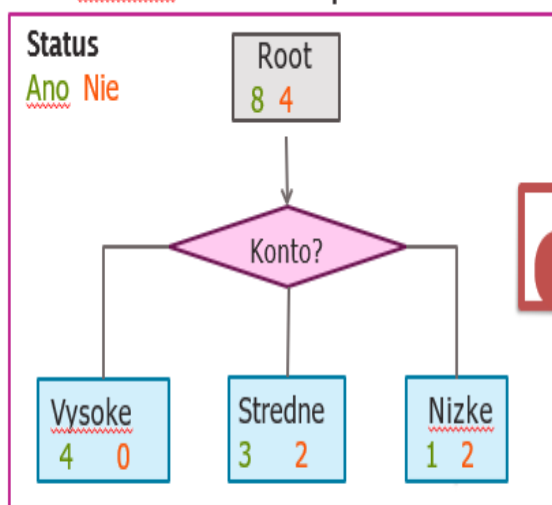 Status
Ano Nie
Root
8 4
Konto?
Vysoke
4 0
Stredne
3 2
Nizke
1 2